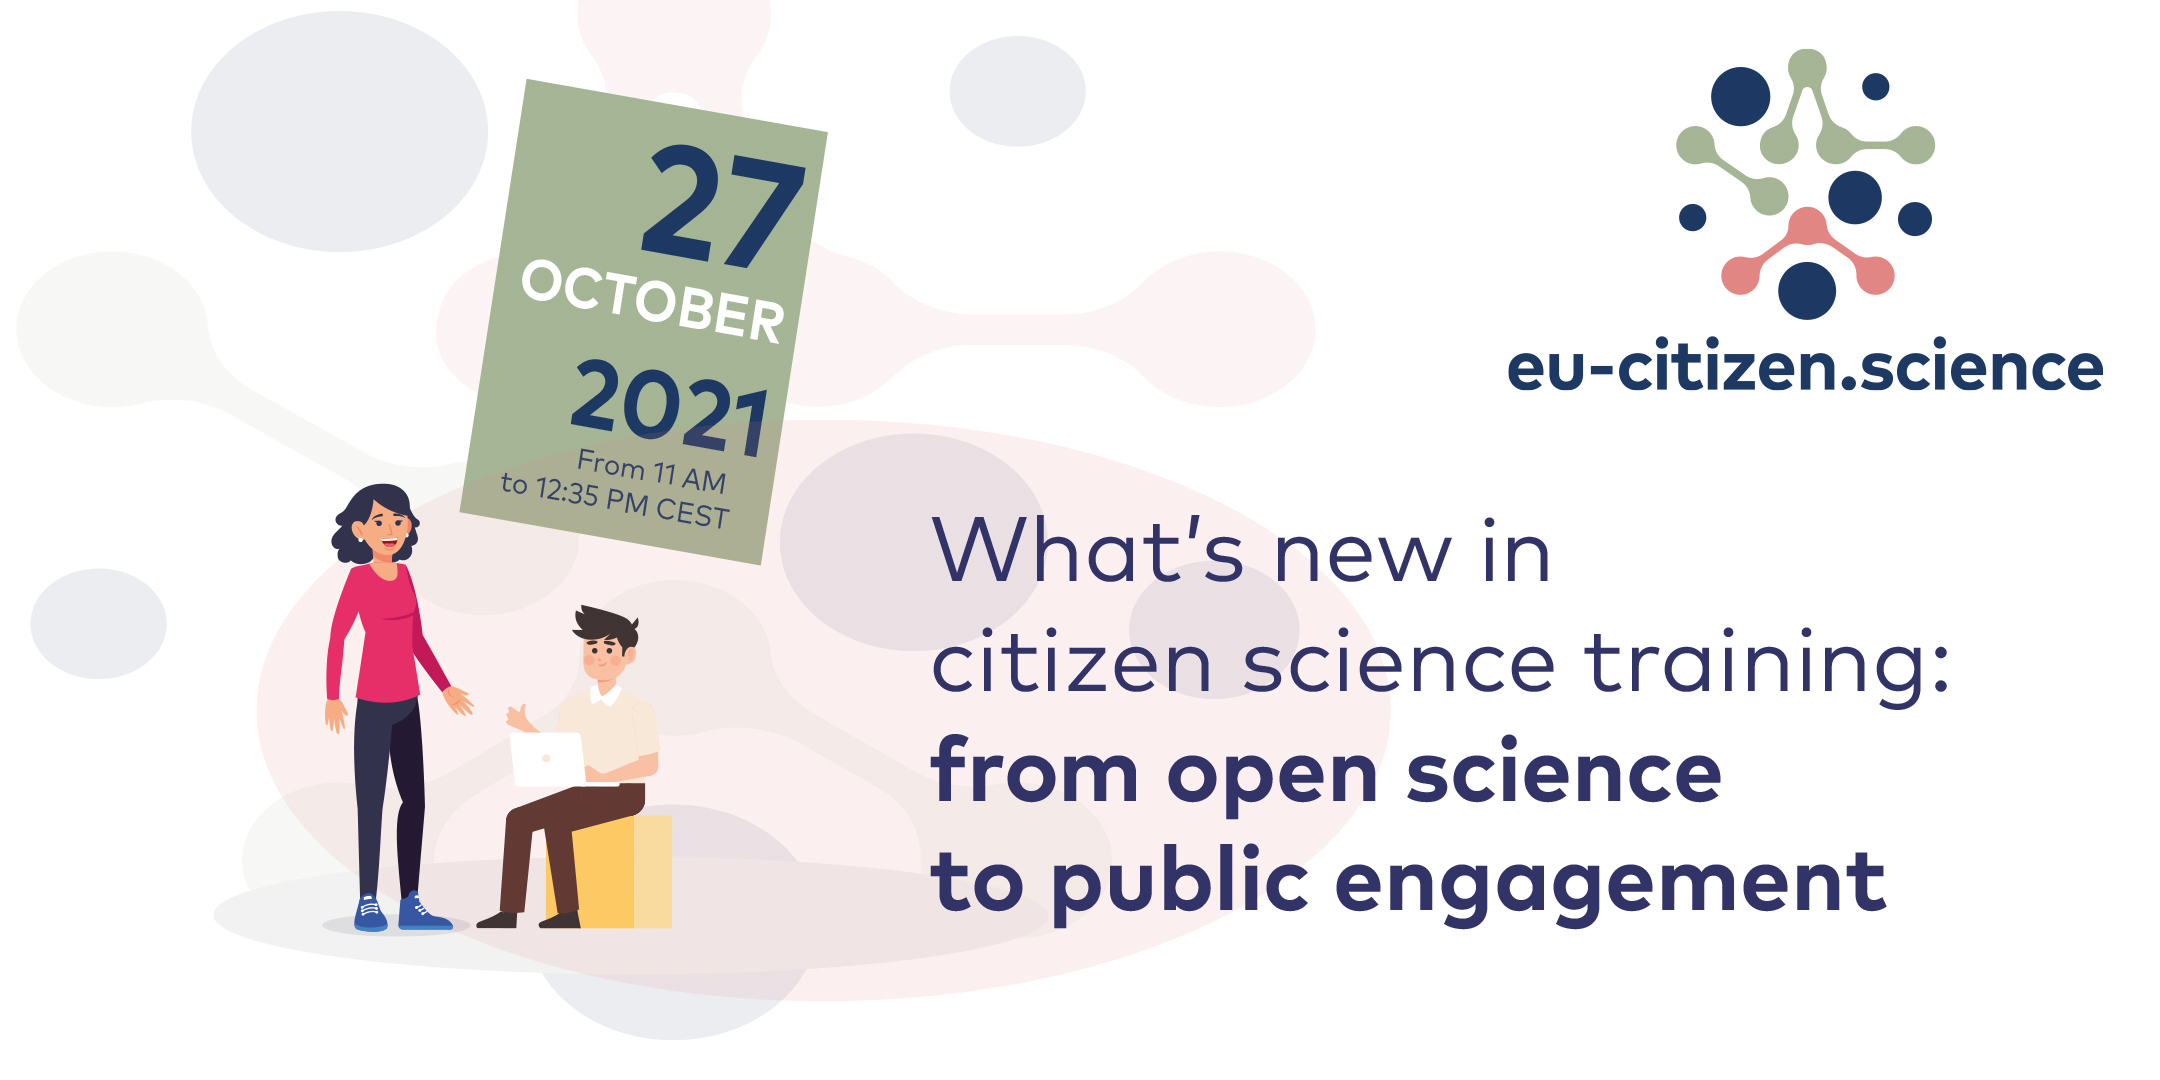 27
OCTOBER
2021
From 11 AM
to 12:35 PM CEST
eu-citizen.science
What's new in
citizen science training:
from open science
to public engagement